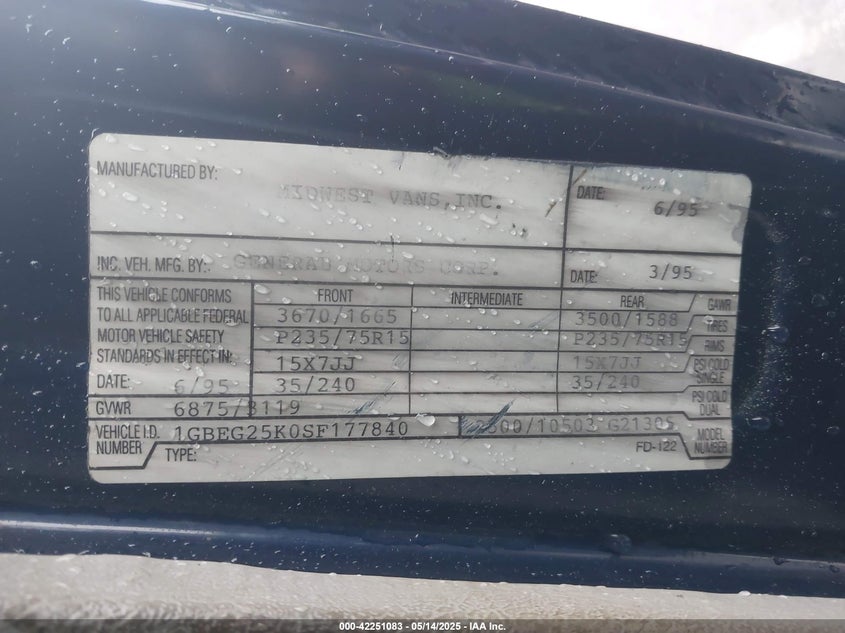 MANUFACTURED BY:
MIDWEST VANS, INC.
DATE:
6/95
INC. VEH. MFG. BY:
GENERAL MOTORS CORP.
DATE:
3/95
THIS VEHICLE CONFORMS
TO ALL APPLICABLE FEDERAL
MOTOR VEHICLE SAFETY
STANDARDS IN EFFECT IN:
DATE: 6/95
FRONT INTERMEDIATE REAR GAWR
3670/1665 3500/1588 TIRES
P235/75R15 P235/75R15 RIMS
15X7JJ 15X7JJ PSI COLD SINGLE
35/240 35/240 PSI COLD DUAL
GVWR 6875/3119
VEHICLE I.D. NUMBER 1GBEG25K0SF177840 500/10503 G21305 MODEL NUMBER
TYPE: FD-122
000-42251083 - 05/14/2025 - IAA Inc.